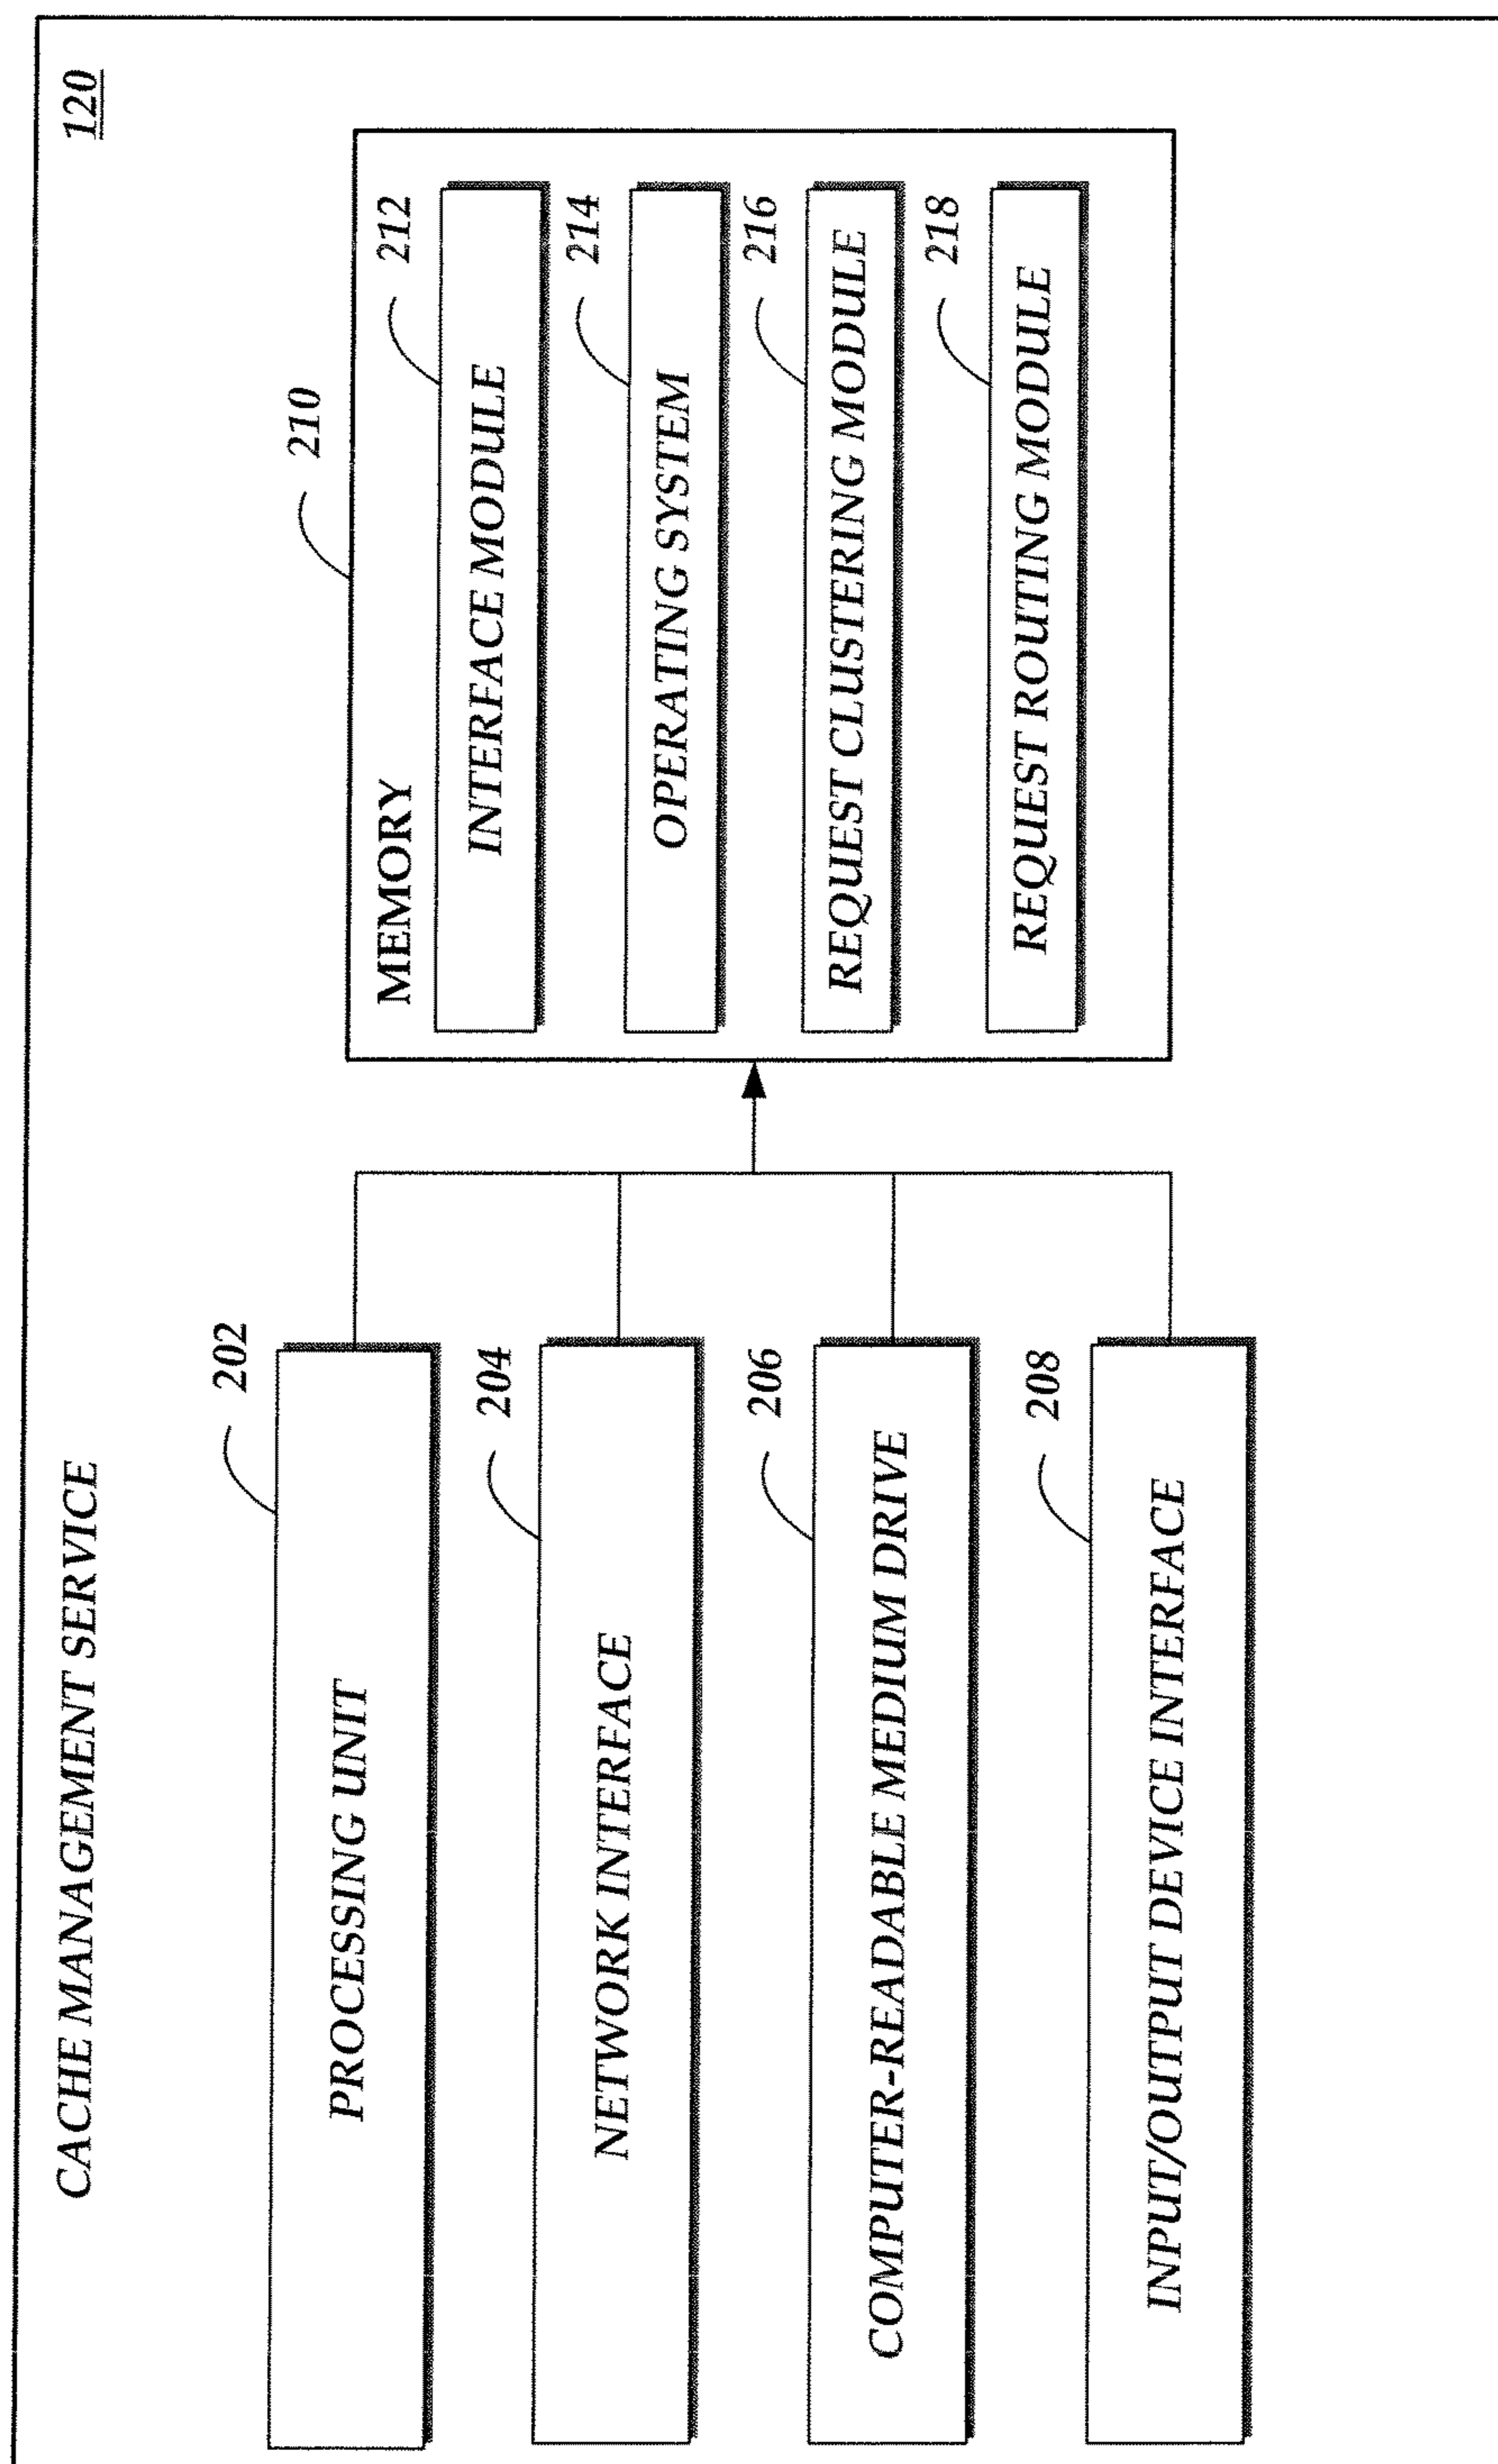 CACHE MANAGEMENT SERVICE
120
202
PROCESSING UNIT
204
NETWORK INTERFACE
206
COMPUTER-READABLE MEDIUM DRIVE
208
INPUT/OUTPUT DEVICE INTERFACE
210
MEMORY
212
INTERFACE MODULE
214
OPERATING SYSTEM
216
REQUEST CLUSTERING MODULE
218
REQUEST ROUTING MODULE